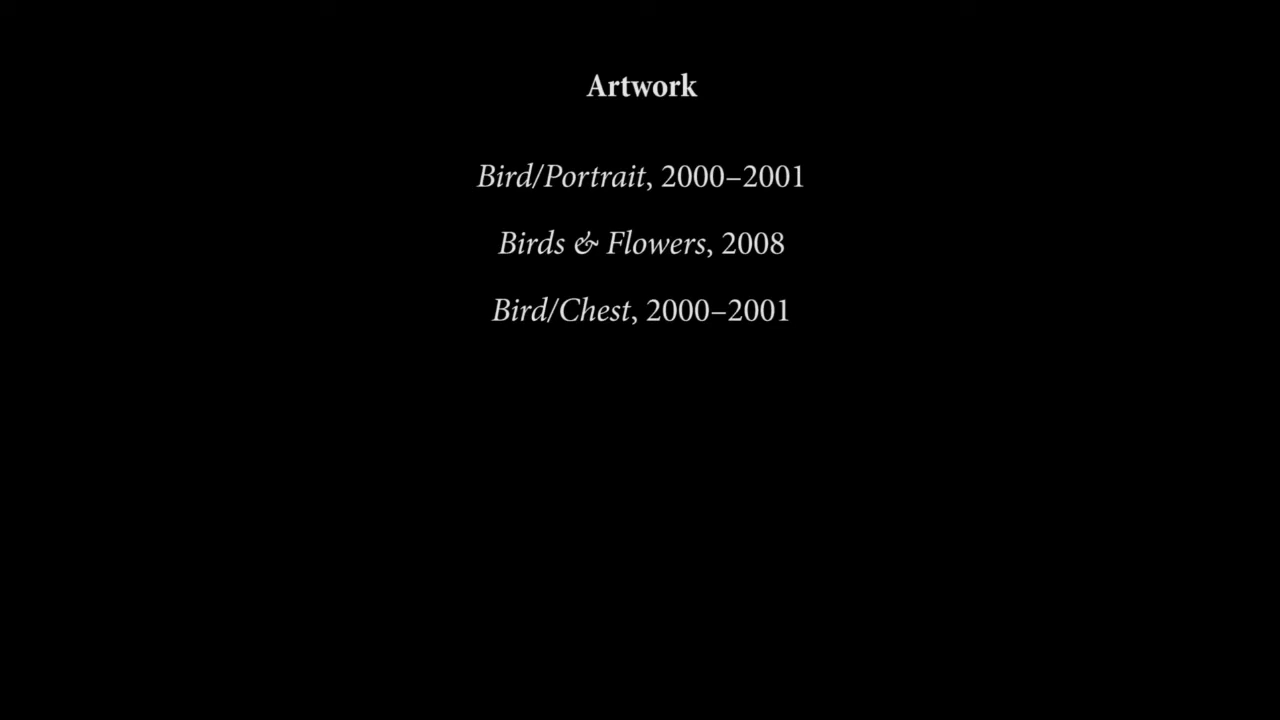 Artwork
Bird/Portrait, 2000–2001
Birds & Flowers, 2008
Bird/Chest, 2000–2001